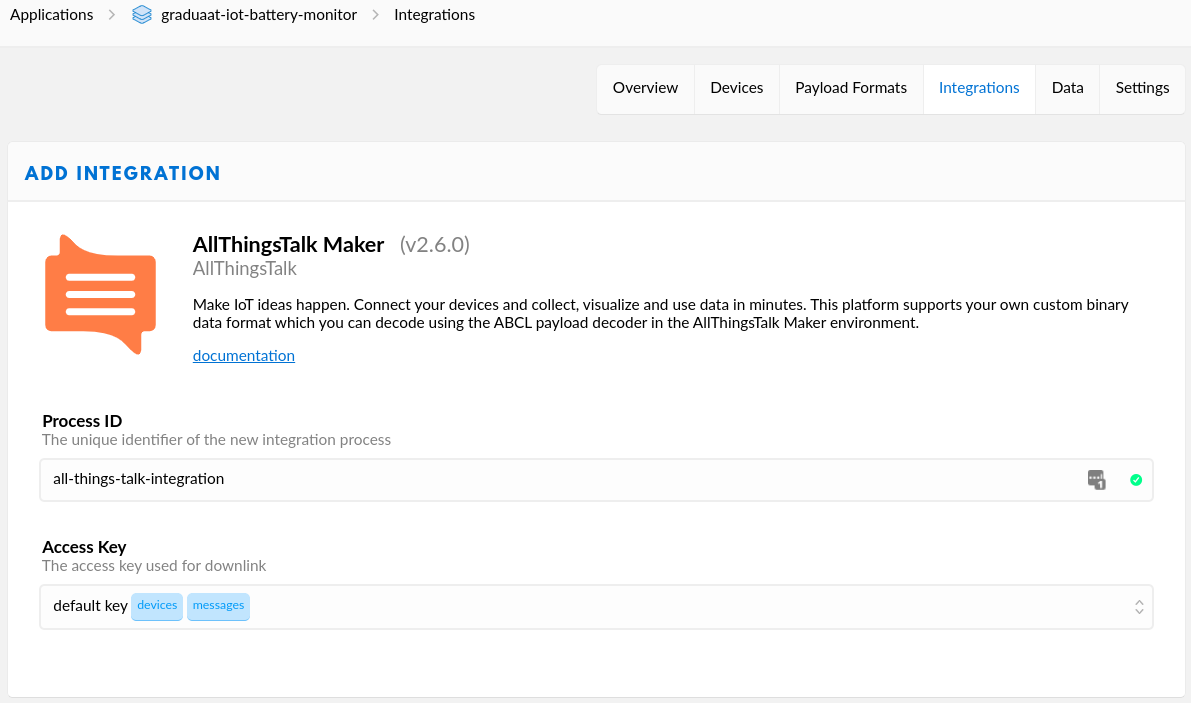 Applications > graduaat-iot-battery-monitor > Integrations
Overview Devices Payload Formats Integrations Data Settings
ADD INTEGRATION
AllThingsTalk Maker (v2.6.0)
AllThingsTalk
Make IoT ideas happen. Connect your devices and collect, visualize and use data in minutes. This platform supports your own custom binary
data format which you can decode using the ABCL payload decoder in the AllThingsTalk Maker environment.
documentation
Process ID
The unique identifier of the new integration process
all-things-talk-integration
1
Access Key
The access key used for downlink
default key devices messages